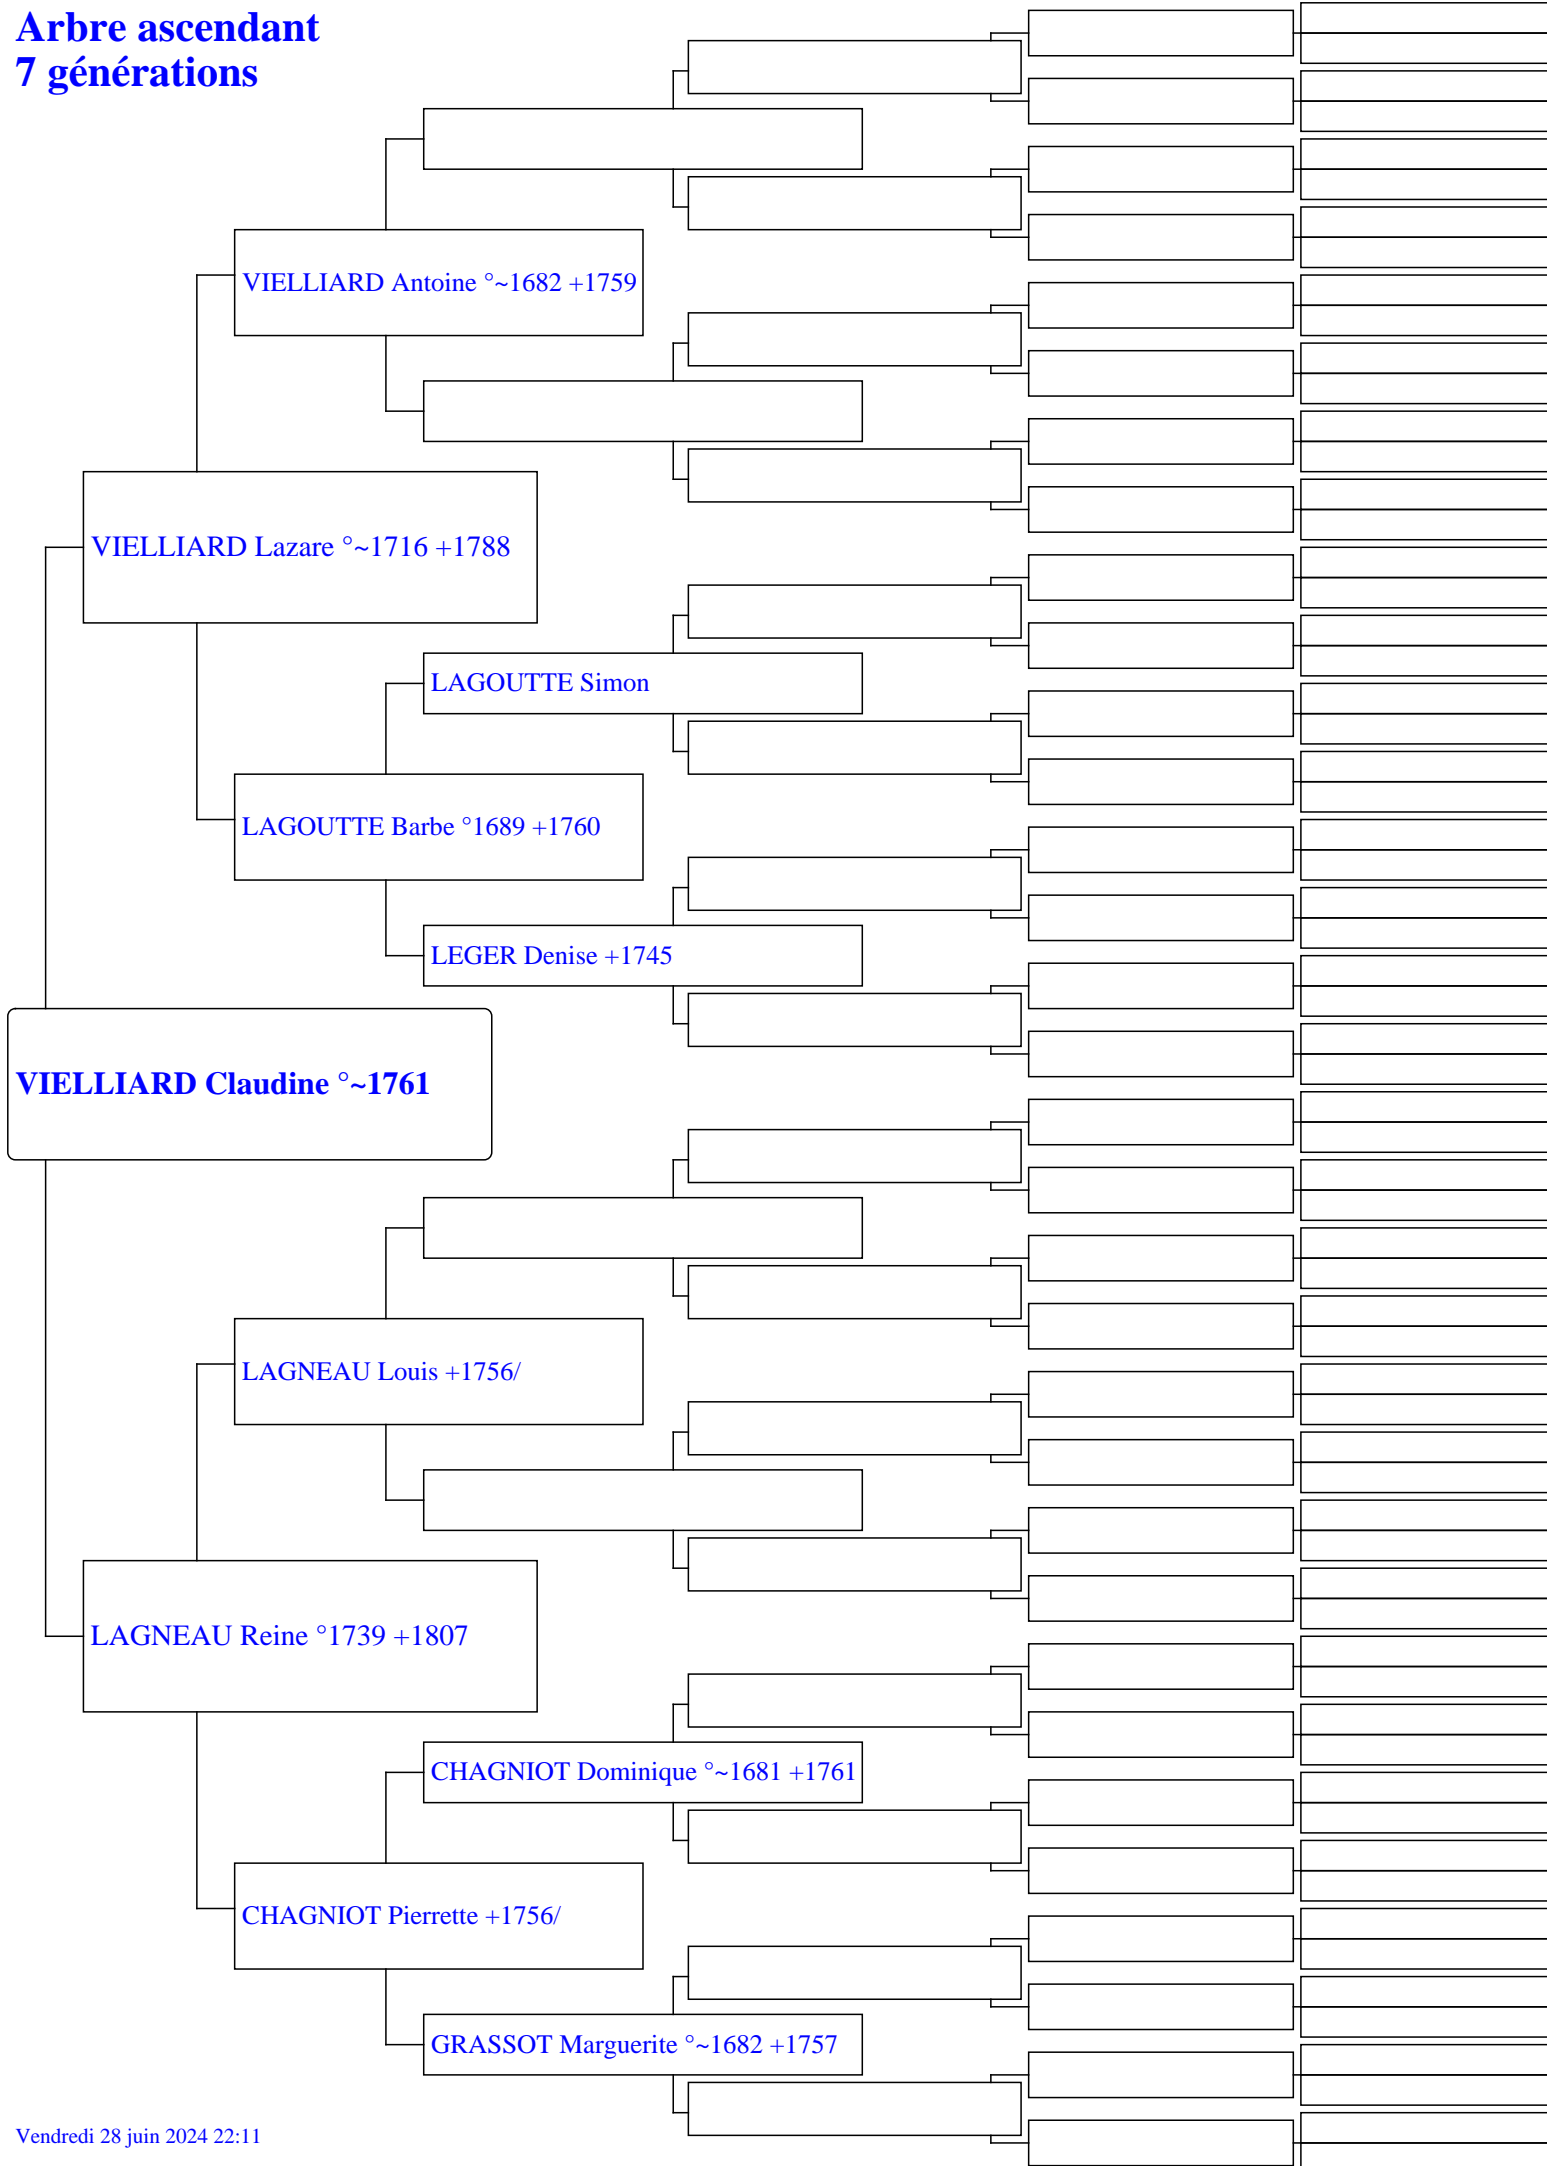 Arbre ascendant
7 générations
VIELLIARD Antoine °~1682 +1759
VIELLIARD Lazare °~1716 +1788
LAGOUTTE Simon
LAGOUTTE Barbe °1689 +1760
LEGER Denise +1745
VIELLIARD Claudine °~1761
LAGNEAU Louis +1756/
LAGNEAU Reine °1739 +1807
CHAGNIOT Dominique °~1681 +1761
CHAGNIOT Pierrette +1756/
GRASSOT Marguerite °~1682 +1757
Vendredi 28 juin 2024 22:11